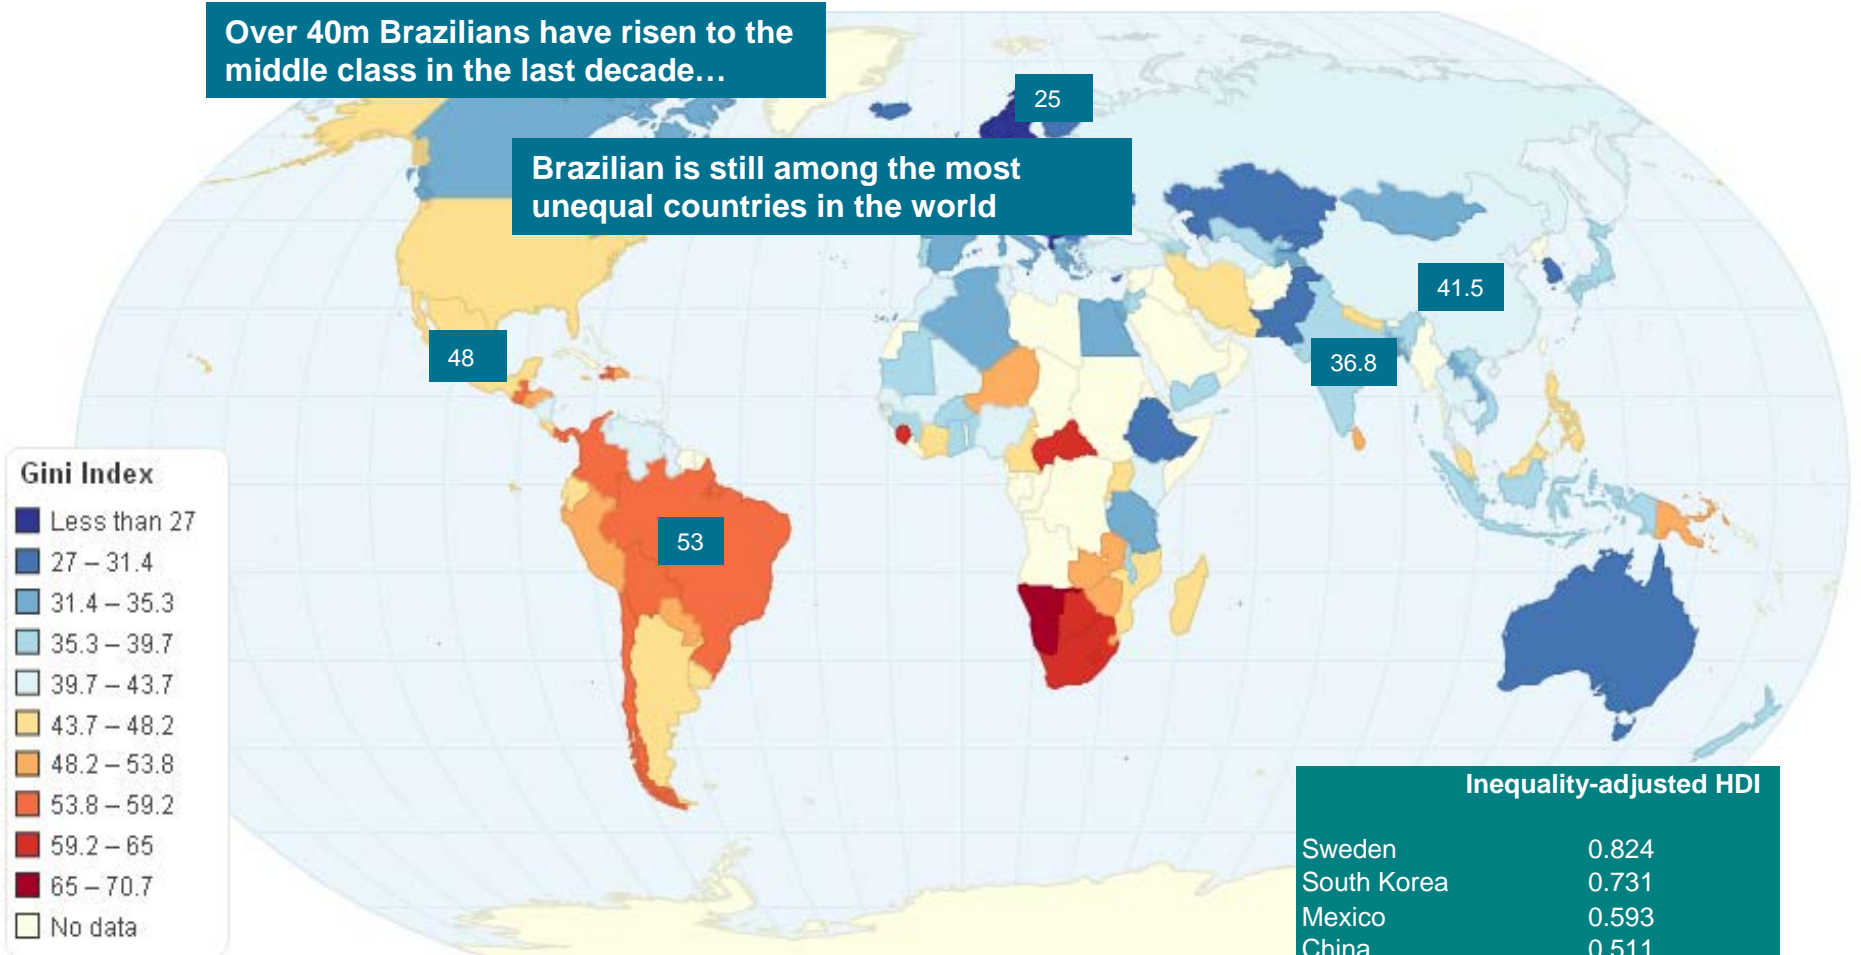 Over 40m Brazilians have risen to the
middle class in the last decade…
25
Brazilian is still among the most
unequal countries in the world
41.5
48
36.8
53
Gini Index
Less than 27
27 – 31.4
31.4 – 35.3
35.3 – 39.7
39.7 – 43.7
43.7 – 48.2
48.2 – 53.8
53.8 – 59.2
59.2 – 65
65 – 70.7
No data
Inequality-adjusted HDI
Sweden 0.824
South Korea 0.731
Mexico 0.593
China 0.511